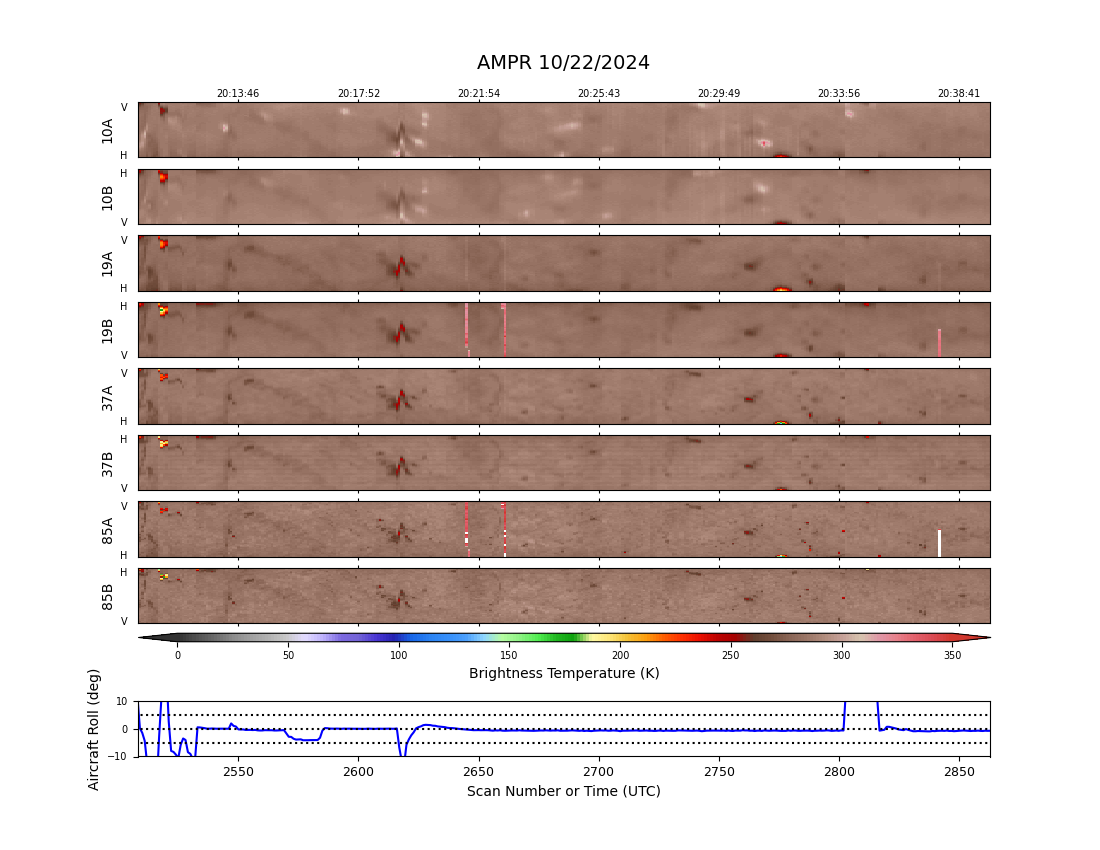 AMPR 10/22/2024
20:13:46 20:17:52 20:21:54 20:25:43 20:29:49 20:33:56 20:38:41
V
10A
H
H
10B
V
V
19A
H
H
19B
V
V
37A
H
H
37B
V
V
85A
H
H
85B
V
0 50 100 150 200 250 300 350
Brightness Temperature (K)
Aircraft Roll (deg)
10
0
−10
2550 2600 2650 2700 2750 2800 2850
Scan Number or Time (UTC)